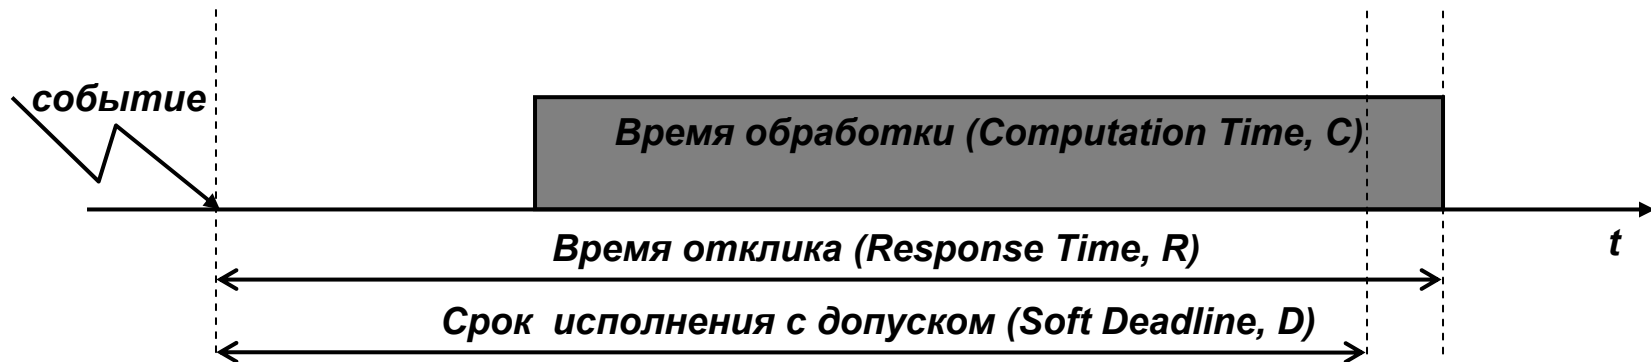 событие
Время обработки (Computation Time, C)
Время отклика (Response Time, R)
t
Срок исполнения с допуском (Soft Deadline, D)